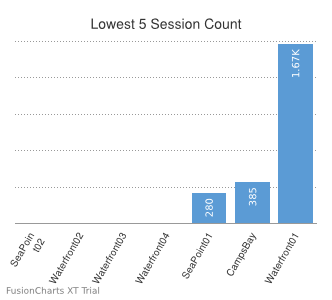 Lowest 5 Session Count
280
385
1.67K
SeaPoin
t02
Waterfront02
Waterfront03
Waterfront04
SeaPoint01
CampsBay
Waterfront01
FusionCharts XT Trial